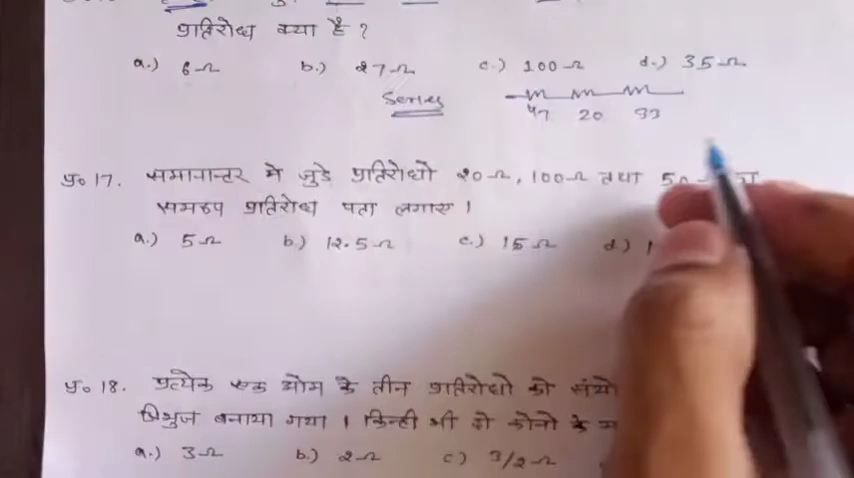 प्रतिरोध क्या है ?
a.) 6Ω b.) 27Ω c.) 100Ω d.) 35Ω
Series
47 20 33
प्र० 17. समानान्तर मे जुडे प्रतिरोधो 20Ω, 100Ω तथा
समरुप प्रतिरोध पता लगाए ।
a.) 5Ω b.) 12.5Ω c.) 15Ω d.)
प्र० 18. प्रत्येक एक ओम के तीन प्रतिरोधो को
त्रिभुज बनाया गया । किन्ही भी दो कोनो के
a.) 3Ω b.) 2Ω c) 3/2Ω